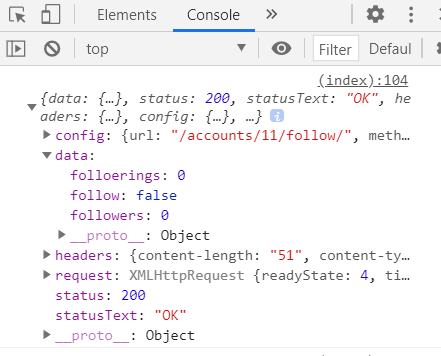 Elements Console »
top Filter Defaul
(index):104
{data: {…}, status: 200, statusText: "OK", he
aders: {…}, config: {…}, …} i
config: {url: "/accounts/11/follow/", meth…
data:
folloerings: 0
follow: false
followers: 0
__proto__: Object
headers: {content-length: "51", content-ty…
request: XMLHttpRequest {readyState: 4, ti…
status: 200
statusText: "OK"
__proto__: Object